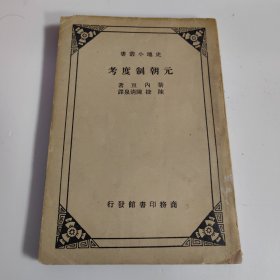 史地小叢書
元朝制度考
箭內亙著
陳捷 陳清泉譯
商務印書館發行